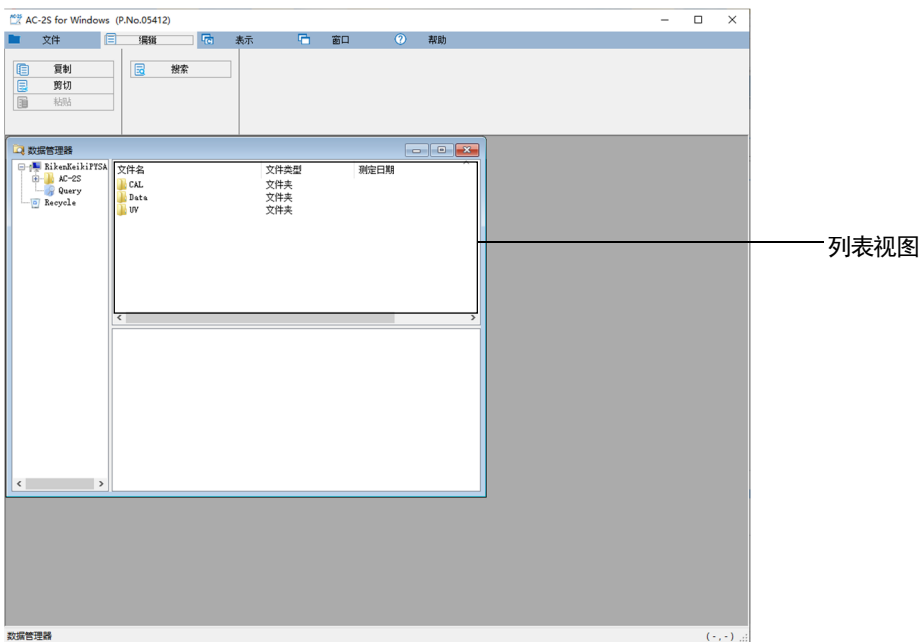 AC-2S for Windows (P.No.05412)
文件 编辑 表示 窗口 帮助
复制 搜索
剪切
粘贴
数据管理器
RikenKeikiPYSA
AC-2S
Query
Recycle
文件名 文件类型 测定日期
CAL 文件夹
Data 文件夹
UV 文件夹
列表视图
数据管理器 (-,-)